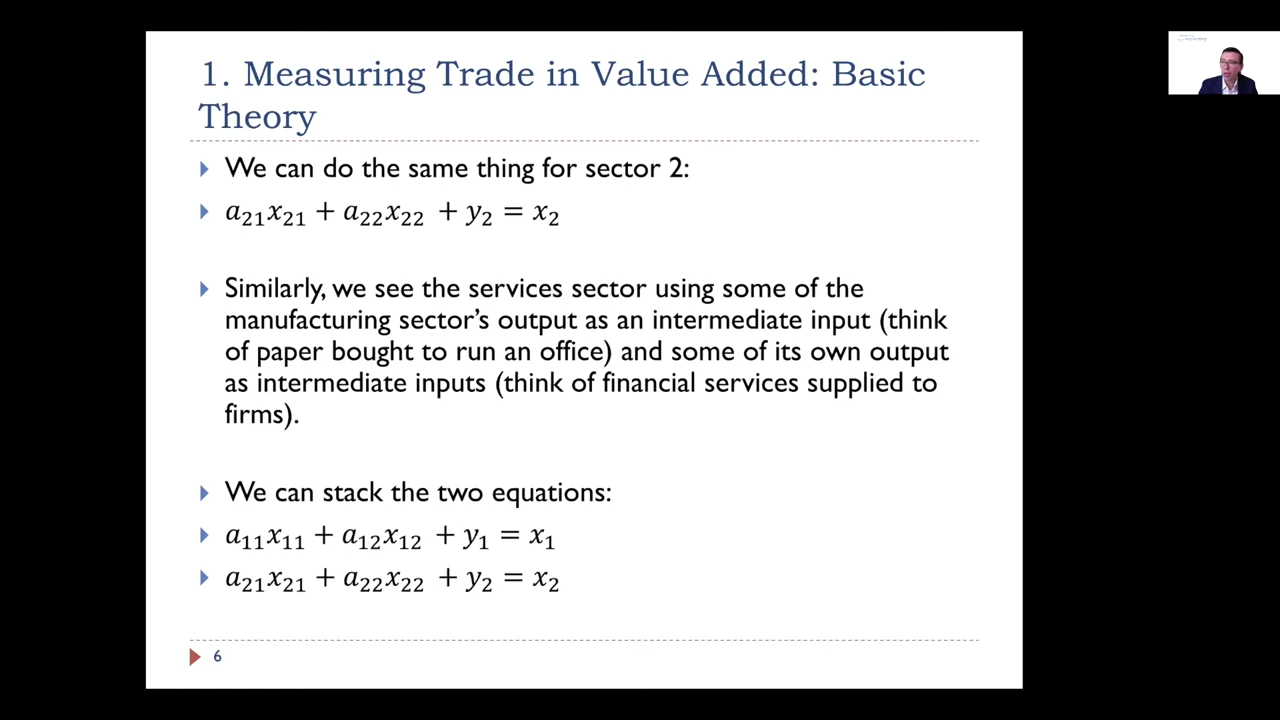 1. Measuring Trade in Value Added: Basic
Theory
We can do the same thing for sector 2:
a₂₁x₂₁ + a₂₂x₂₂ + y₂ = x₂
Similarly, we see the services sector using some of the
manufacturing sector's output as an intermediate input (think
of paper bought to run an office) and some of its own output
as intermediate inputs (think of financial services supplied to
firms).
We can stack the two equations:
a₁₁x₁₁ + a₁₂x₁₂ + y₁ = x₁
a₂₁x₂₁ + a₂₂x₂₂ + y₂ = x₂
6